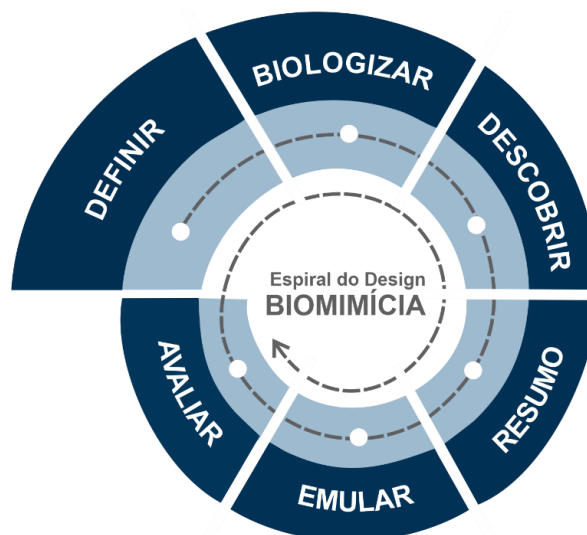 DEFINIR
BIOLOGIZAR
DESCOBRIR
RESUMO
EMULAR
AVALIAR
Espiral do Design
BIOMIMÍCIA